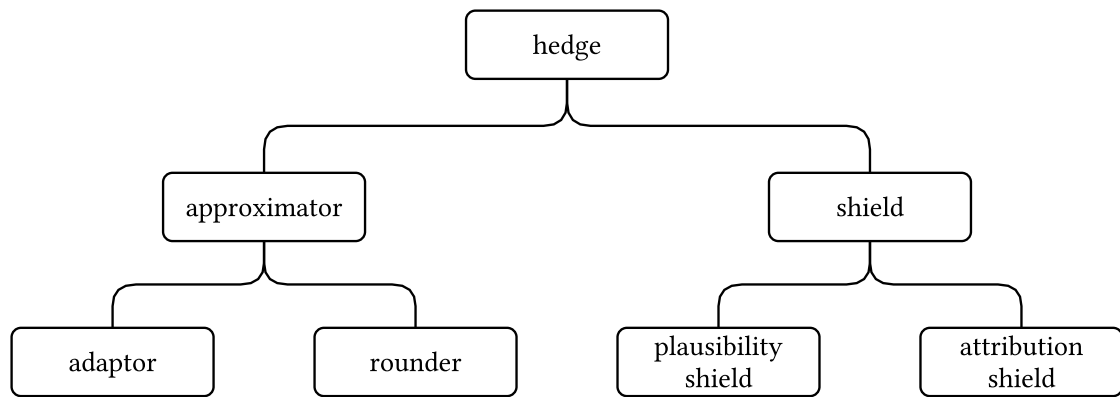 hedge
approximator
shield
adaptor
rounder
plausibility
shield
attribution
shield